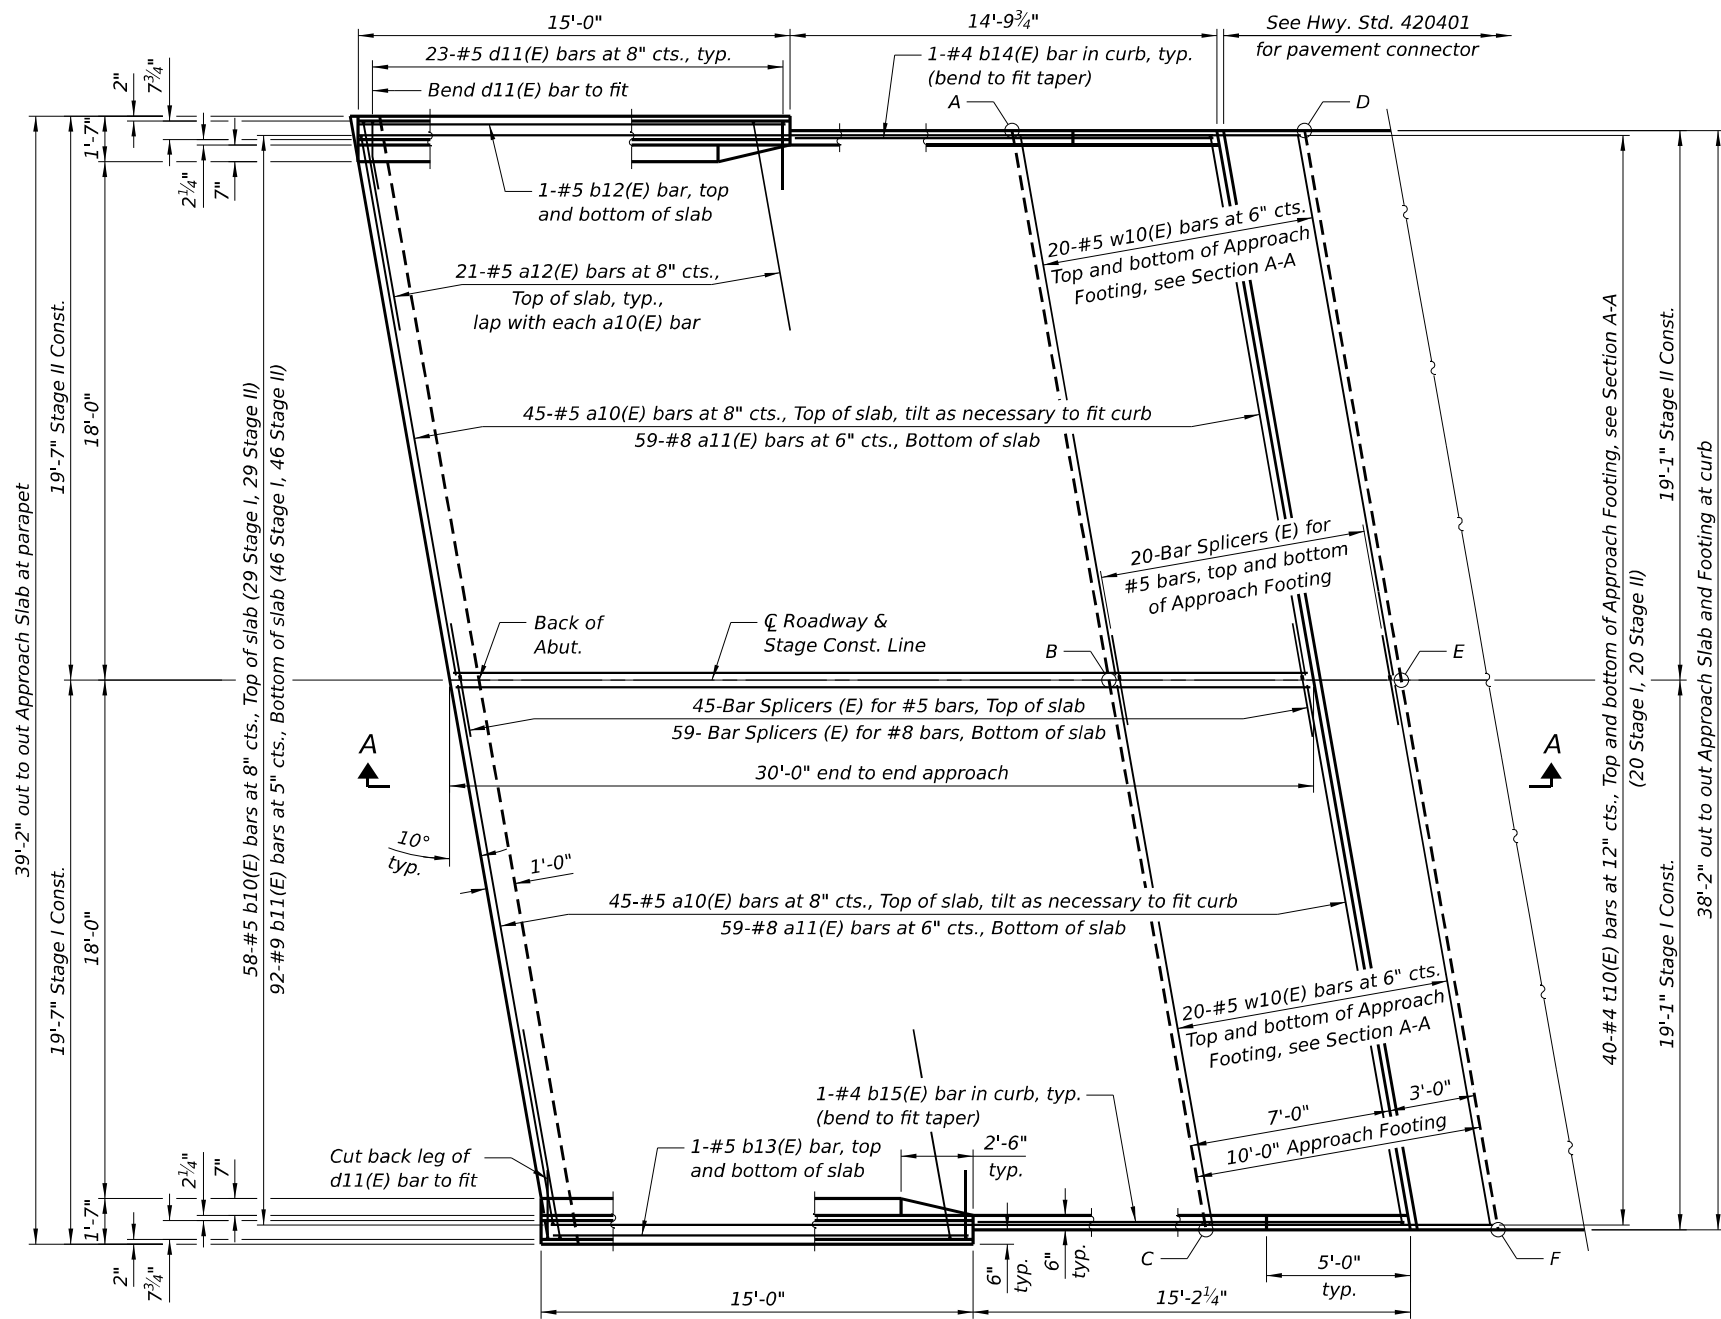 15'-0"
14'-9¾"
See Hwy. Std. 420401
for pavement connector
23-#5 d11(E) bars at 8" cts., typ.
1-#4 b14(E) bar in curb, typ.
(bend to fit taper)
Bend d11(E) bar to fit
A
D
2"
7¾"
1'-7"
2¼"
7"
1-#5 b12(E) bar, top
and bottom of slab
20-#5 w10(E) bars at 6" cts.
Top and bottom of Approach
Footing, see Section A-A
21-#5 a12(E) bars at 8" cts.,
Top of slab, typ.,
lap with each a10(E) bar
39'-2" out to out Approach Slab at parapet
19'-7" Stage II Const.
18'-0"
58-#5 b10(E) bars at 8" cts., Top of slab (29 Stage I, 29 Stage II)
92-#9 b11(E) bars at 5" cts., Bottom of slab (46 Stage I, 46 Stage II)
45-#5 a10(E) bars at 8" cts., Top of slab, tilt as necessary to fit curb
59-#8 a11(E) bars at 6" cts., Bottom of slab
40-#4 t10(E) bars at 12" cts., Top and bottom of Approach Footing, see Section A-A
(20 Stage I, 20 Stage II)
19'-1" Stage II Const.
38'-2" out to out Approach Slab and Footing at curb
20-Bar Splicers (E) for
#5 bars, top and bottom
of Approach Footing
Back of
Abut.
℄ Roadway &
Stage Const. Line
B
E
45-Bar Splicers (E) for #5 bars, Top of slab
59- Bar Splicers (E) for #8 bars, Bottom of slab
A
A
30'-0" end to end approach
10°
typ.
1'-0"
19'-7" Stage I Const.
18'-0"
45-#5 a10(E) bars at 8" cts., Top of slab, tilt as necessary to fit curb
59-#8 a11(E) bars at 6" cts., Bottom of slab
19'-1" Stage I Const.
20-#5 w10(E) bars at 6" cts.
Top and bottom of Approach
Footing, see Section A-A
1-#4 b15(E) bar in curb, typ.
(bend to fit taper)
7'-0"
3'-0"
10'-0" Approach Footing
Cut back leg of
d11(E) bar to fit
1-#5 b13(E) bar, top
and bottom of slab
2'-6"
typ.
2¼"
7"
1'-7"
2"
7¾"
6"
typ.
6"
typ.
C
F
5'-0"
typ.
15'-0"
15'-2¼"